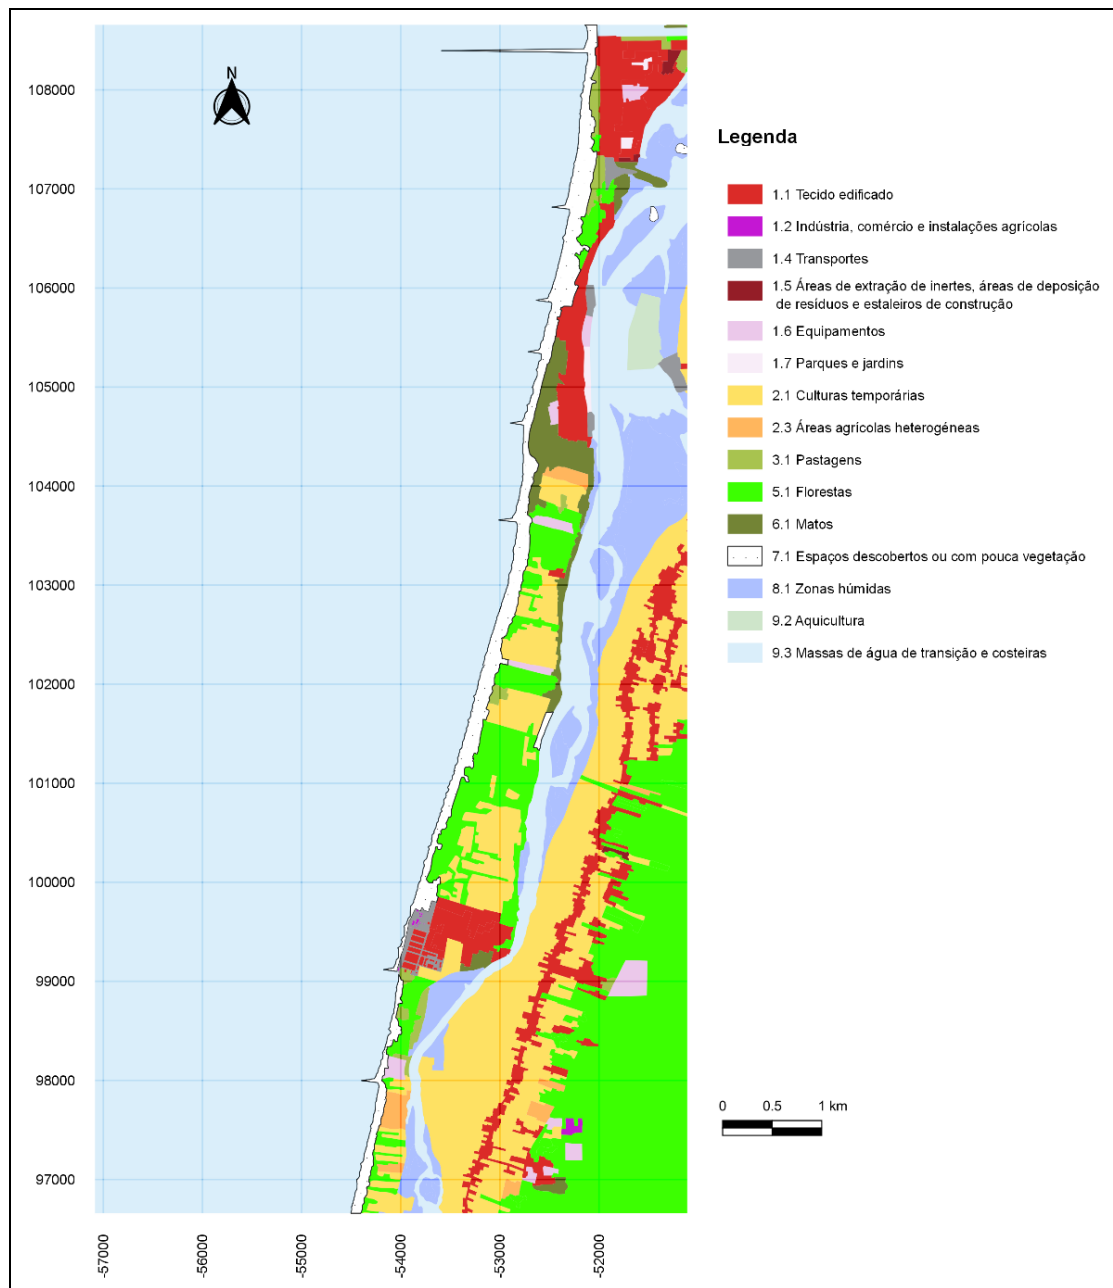 N
108000
107000
106000
105000
104000
103000
102000
101000
100000
99000
98000
97000
-57000
-56000
-55000
-54000
-53000
-52000
Legenda
1.1 Tecido edificado
1.2 Indústria, comércio e instalações agrícolas
1.4 Transportes
1.5 Áreas de extração de inertes, áreas de deposição
de resíduos e estaleiros de construção
1.6 Equipamentos
1.7 Parques e jardins
2.1 Culturas temporárias
2.3 Áreas agrícolas heterogéneas
3.1 Pastagens
5.1 Florestas
6.1 Matos
7.1 Espaços descobertos ou com pouca vegetação
8.1 Zonas húmidas
9.2 Aquicultura
9.3 Massas de água de transição e costeiras
0 0.5 1 km